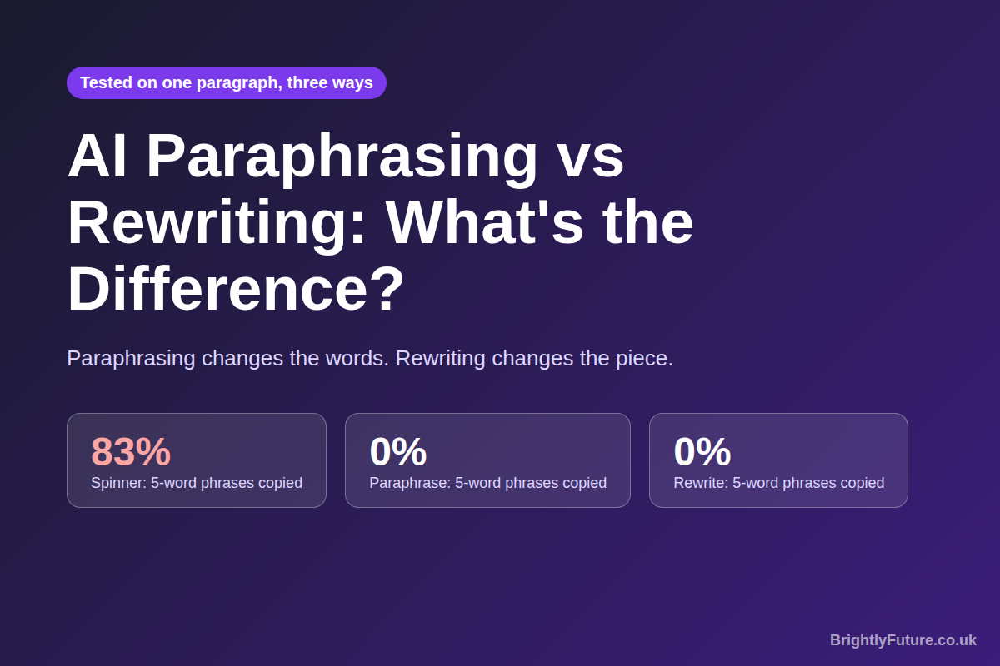 Tested on one paragraph, three ways
AI Paraphrasing vs
Rewriting: What's the
Difference?
Paraphrasing changes the words. Rewriting changes the piece.
83%
Spinner: 5-word phrases copied
0%
Paraphrase: 5-word phrases copied
0%
Rewrite: 5-word phrases copied
BrightlyFuture.co.uk